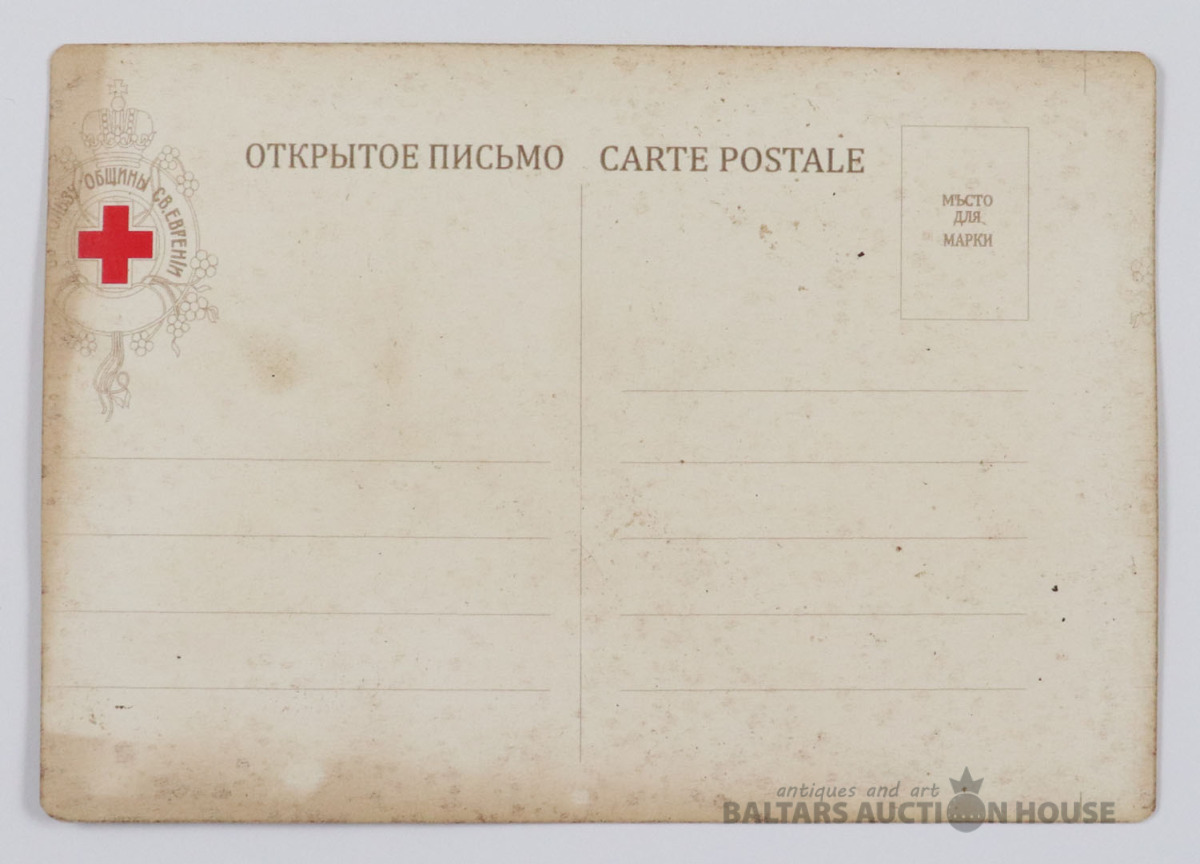 ОБЩИНЫ СВ. ЕВГЕНІИ
ОТКРЫТОЕ ПИСЬМО CARTE POSTALE
МѢСТО
ДЛЯ
МАРКИ
antiques and art
BALTARS AUCTION HOUSE